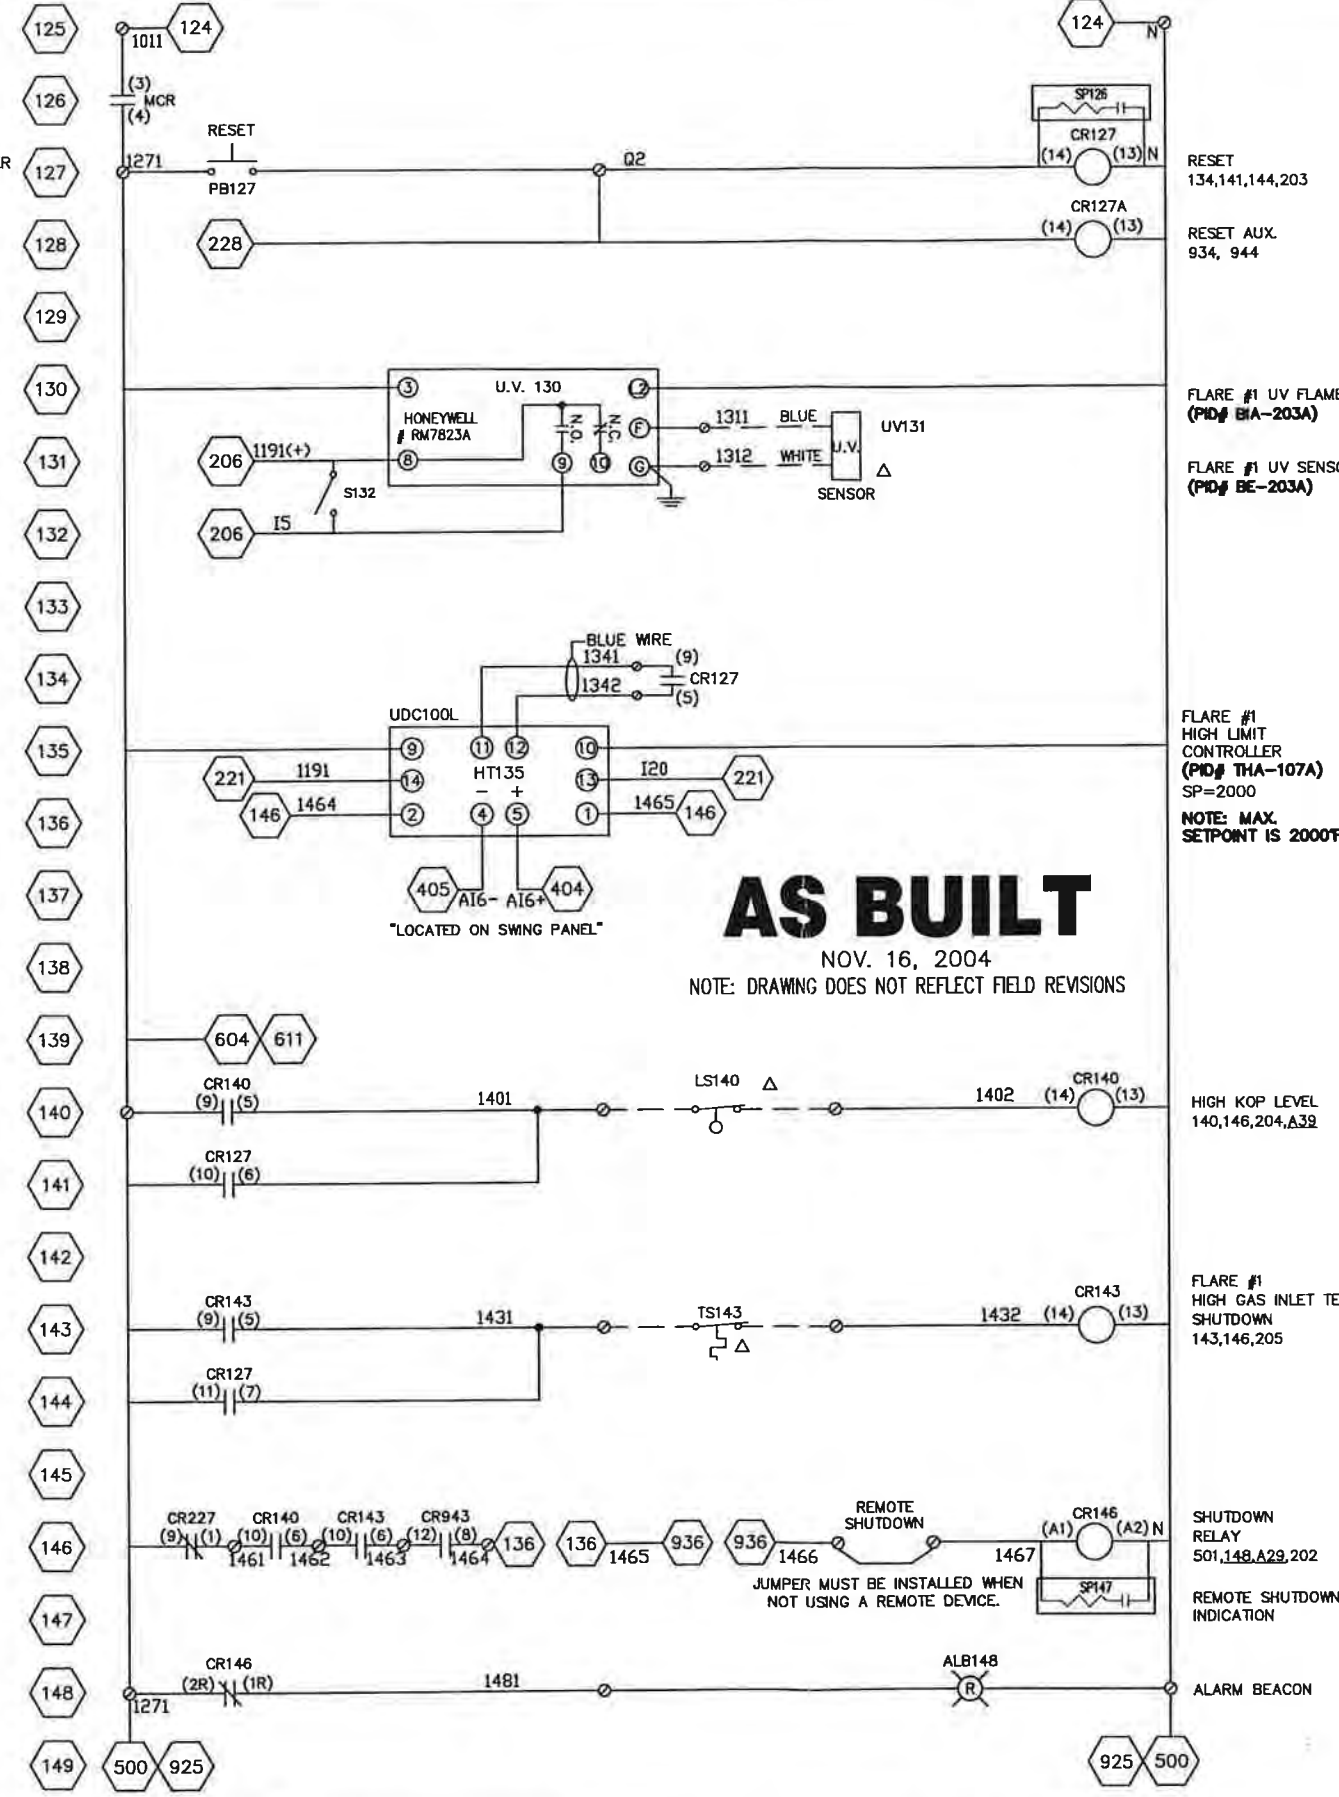 125 1011 124 124 N
126 (3) MCR (4) SP126
RESET CR127
R 127 1271 PB127 Q2 (14) (13) N RESET
134,141,144,203
CR127A
128 228 (14) (13) RESET AUX.
934, 944
129
130 3 U.V. 130 L2 FLARE #1 UV FLAME
(PID# BIA-203A)
HONEYWELL
# RM7823A
N.O. N.C. F 1311 BLUE UV131
131 206 1191(+) 8 9 10 G 1312 WHITE U.V. △ FLARE #1 UV SENSO
(PID# BE-203A)
S132 SENSOR
132 206 I5
133
BLUE WIRE
1341 (9)
134 1342 CR127
(5)
UDC100L FLARE #1
HIGH LIMIT
135 9 11 12 10 CONTROLLER
221 1191 14 HT135 13 I20 221 (PID# THA-107A)
- + SP=2000
136 146 1464 2 4 5 1 1465 146 NOTE: MAX.
SETPOINT IS 2000°F
137 405 AI6- AI6+ 404
"LOCATED ON SWING PANEL"
AS BUILT
138 NOV. 16, 2004
NOTE: DRAWING DOES NOT REFLECT FIELD REVISIONS
139 604 611
CR140 LS140 △ CR140
140 (9) (5) 1401 1402 (14) (13) HIGH KOP LEVEL
140,146,204,A39
CR127
141 (10) (6)
142
FLARE #1
CR143 TS143 CR143 HIGH GAS INLET TE
143 (9) (5) 1431 △ 1432 (14) (13) SHUTDOWN
143,146,205
CR127
144 (11) (7)
145
CR227 CR140 CR143 CR943 REMOTE
SHUTDOWN CR146 SHUTDOWN
146 (9) (1) 1461 (10) (6) 1462 (10) (6) 1463 (12) (8) 1464 136 136 1465 936 936 1466 1467 (A1) (A2) N RELAY
501,148,A29,202
JUMPER MUST BE INSTALLED WHEN
NOT USING A REMOTE DEVICE.
147 SP147 REMOTE SHUTDOWN
INDICATION
CR146 ALB148
148 1271 (2R) (1R) 1481 R ALARM BEACON
149 500 925 925 500